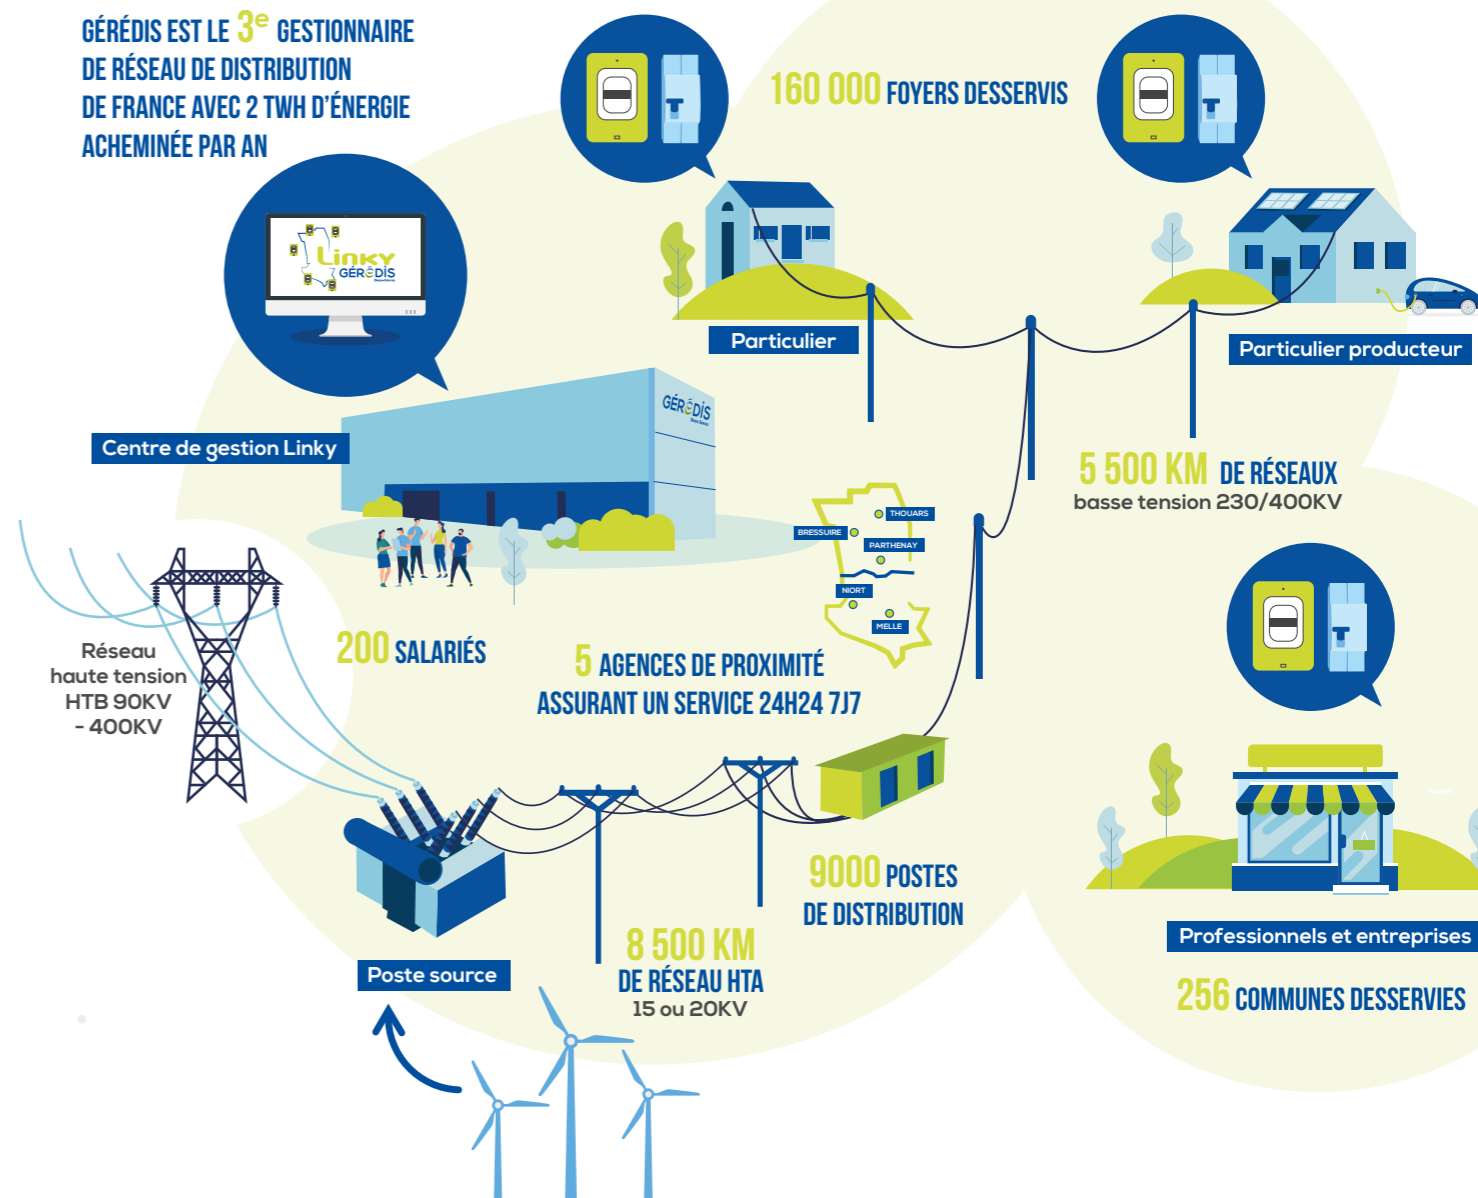 GÉRÉDIS EST LE 3e GESTIONNAIRE
DE RÉSEAU DE DISTRIBUTION
DE FRANCE AVEC 2 TWH D'ÉNERGIE
ACHEMINÉE PAR AN
160 000 FOYERS DESSERVIS
Linky
GÉRÉDIS
Particulier
Particulier producteur
GÉRÉDIS
Centre de gestion Linky
5 500 KM DE RÉSEAUX
basse tension 230/400KV
THOUARS
BRESSUIRE
PARTHENAY
NIORT
MELLE
Réseau
haute tension
HTB 90KV
- 400KV
200 SALARIÉS
5 AGENCES DE PROXIMITÉ
ASSURANT UN SERVICE 24H24 7J7
9000 POSTES
DE DISTRIBUTION
8 500 KM
DE RÉSEAU HTA
15 ou 20KV
Poste source
Professionnels et entreprises
256 COMMUNES DESSERVIES